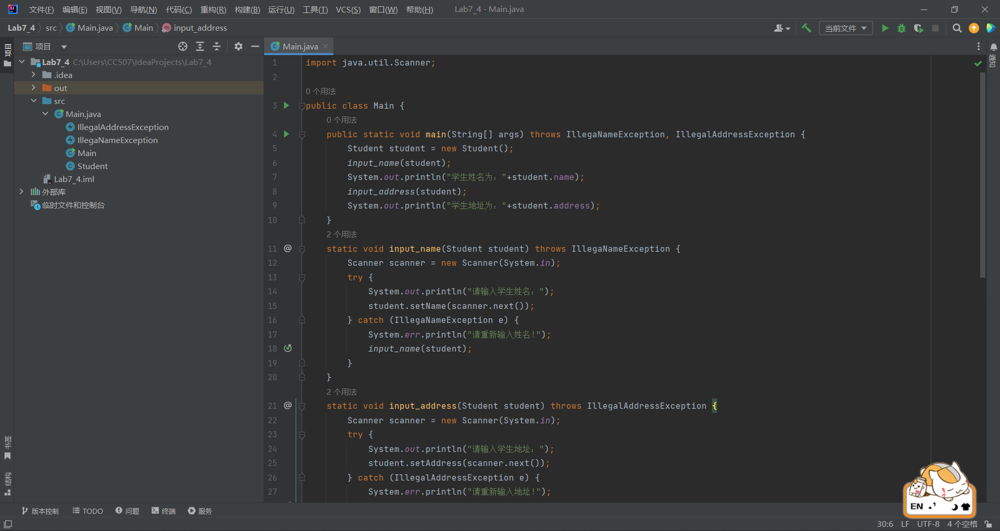 文件(F) 编辑(E) 视图(V) 导航(N) 代码(C) 重构(R) 构建(B) 运行(U) 工具(T) VCS(S) 窗口(W) 帮助(H) Lab7_4 - Main.java
Lab7_4 src Main.java Main input_address 当前文件
项目
项目
Main.java
通知
Lab7_4 C:\Users\CC507\IdeaProjects\Lab7_4
.idea
out
src
Main.java
IllegalAddressException
IllegaNameException
Main
Student
Lab7_4.iml
外部库
临时文件和控制台
1 import java.util.Scanner;
2
0 个用法
3 public class Main {
0 个用法
4 public static void main(String[] args) throws IllegaNameException, IllegalAddressException {
5 Student student = new Student();
6 input_name(student);
7 System.out.println("学生姓名为："+student.name);
8 input_address(student);
9 System.out.println("学生地址为："+student.address);
10 }
2 个用法
11 @ static void input_name(Student student) throws IllegaNameException {
12 Scanner scanner = new Scanner(System.in);
13 try {
14 System.out.println("请输入学生姓名：");
15 student.setName(scanner.next());
16 } catch (IllegaNameException e) {
17 System.err.println("请重新输入姓名!");
18 input_name(student);
19 }
20 }
2 个用法
21 @ static void input_address(Student student) throws IllegalAddressException {
22 Scanner scanner = new Scanner(System.in);
23 try {
24 System.out.println("请输入学生地址：");
25 student.setAddress(scanner.next());
26 } catch (IllegalAddressException e) {
27 System.err.println("请重新输入地址!");
书签
结构
版本控制 TODO 问题 终端 服务
EN
30:6 LF UTF-8 4 个空格